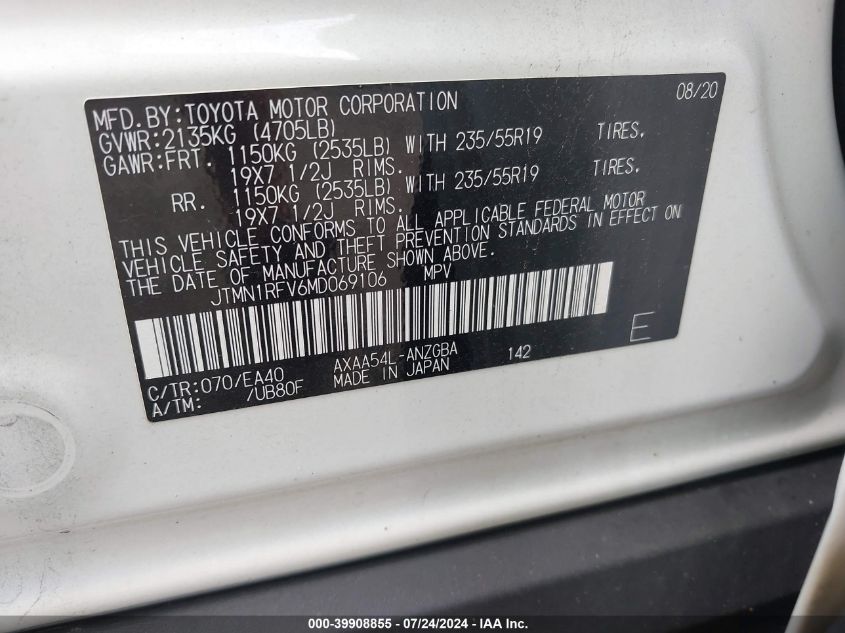 08/20
MFD.BY:TOYOTA MOTOR CORPORATION
GVWR:2135KG (4705LB)
GAWR:FRT. 1150KG (2535LB) WITH 235/55R19 TIRES,
19X7 1/2J RIMS.
RR. 1150KG (2535LB) WITH 235/55R19 TIRES,
19X7 1/2J RIMS.
THIS VEHICLE CONFORMS TO ALL APPLICABLE FEDERAL MOTOR
VEHICLE SAFETY AND THEFT PREVENTION STANDARDS IN EFFECT ON
THE DATE OF MANUFACTURE SHOWN ABOVE.
JTMN1RFV6MD069106 MPV
E
C/TR:070/EA40 AXAA54L-ANZGBA 142
A/TM: /UB80F MADE IN JAPAN
000-39908855 / 07/24/2024 - IAA Inc.